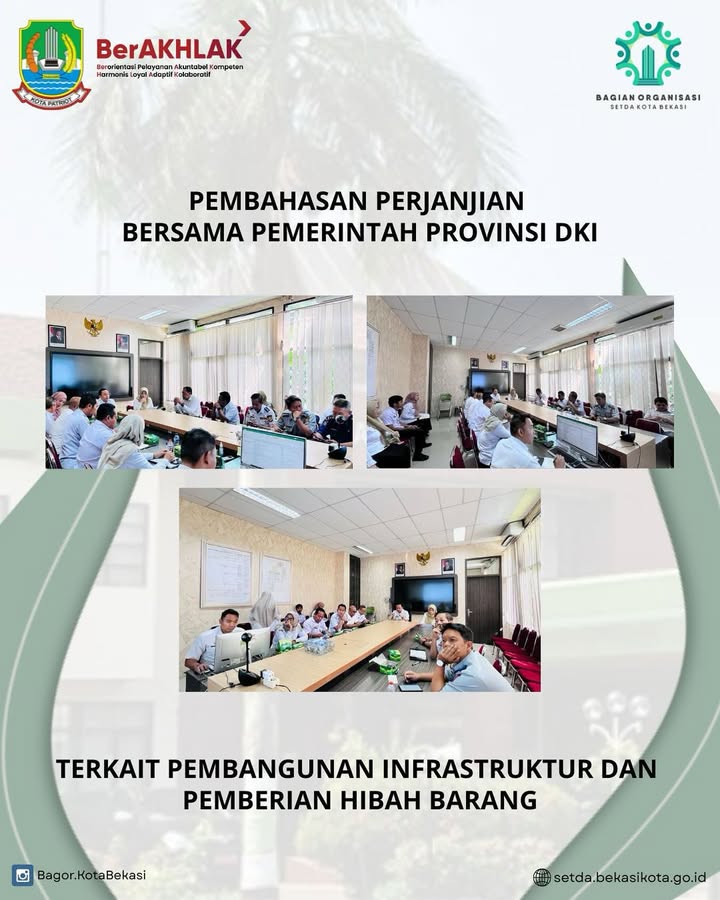 BerAKHLAK
Berorientasi Pelayanan Akuntabel Kompeten
Harmonis Loyal Adaptif Kolaboratif
KOTA PATRIOT
BAGIAN ORGANISASI
SETDA KOTA BEKASI
PEMBAHASAN PERJANJIAN
BERSAMA PEMERINTAH PROVINSI DKI
TERKAIT PEMBANGUNAN INFRASTRUKTUR DAN
PEMBERIAN HIBAH BARANG
Bagor.KotaBekasi
setda.bekasikota.go.id